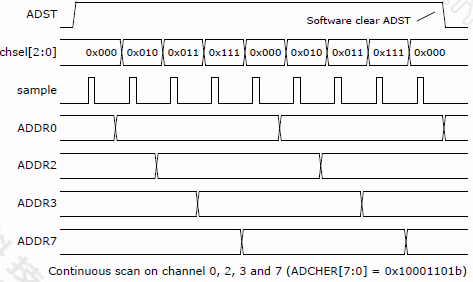 ADST
Software clear ADST
chsel[2:0] 0x000 0x010 0x011 0x111 0x000 0x010 0x011 0x111 0x000
sample
ADDR0
ADDR2
ADDR3
ADDR7
Continuous scan on channel 0, 2, 3 and 7 (ADCHER[7:0] = 0x10001101b)